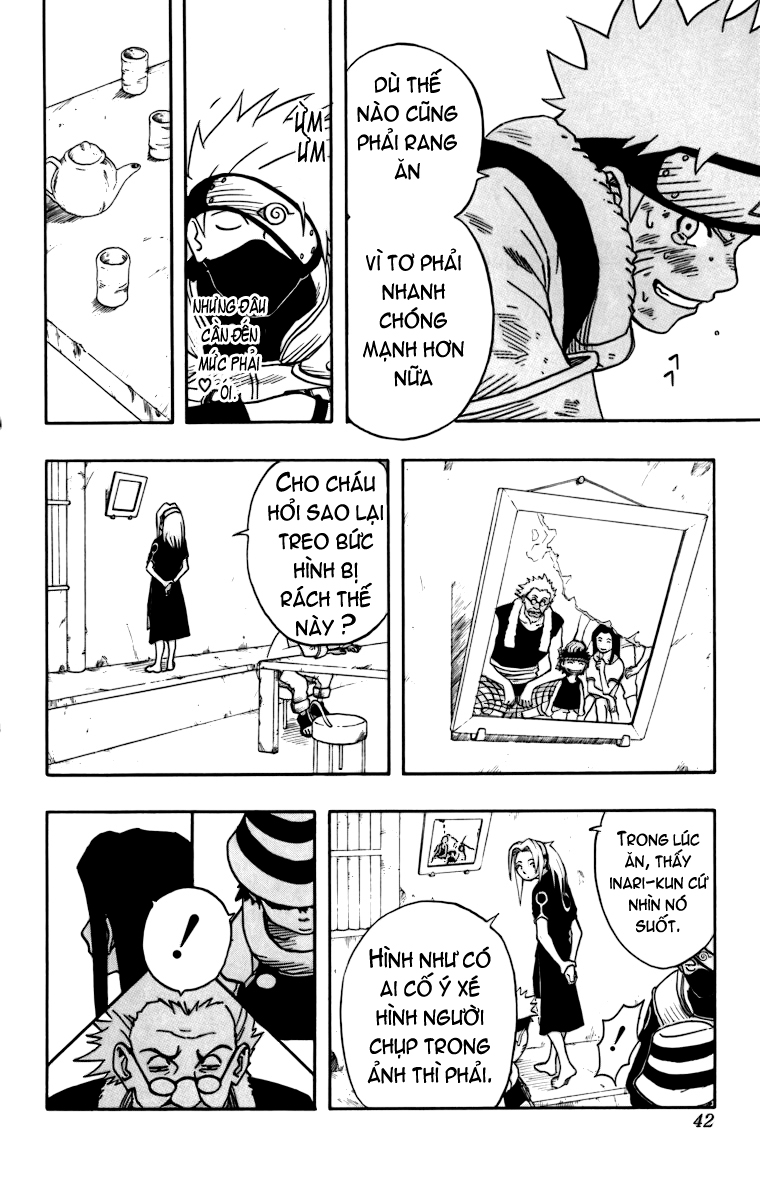 DÙ THẾ
NÀO CŨNG
PHẢI RANG
ĂN
VÌ TƠ PHẢI
NHANH
CHÓNG
MẠNH HƠN
NỮA
ỪM
ỪM
NHƯNG ĐÂU
CẦN ĐẾN
MỨC PHẢI
ÓI.
CHO CHÁU
HỎI SAO LẠI
TREO BỨC
HÌNH BỊ
RÁCH THẾ
NÀY?
TRONG LÚC
ĂN, THẤY
INARI-KUN CỨ
NHÌN NÓ
SUỐT.
HÌNH NHƯ CÓ
AI CỐ Ý XÉ
HÌNH NGƯỜI
CHỤP TRONG
ẢNH THÌ PHẢI.
!
!
42